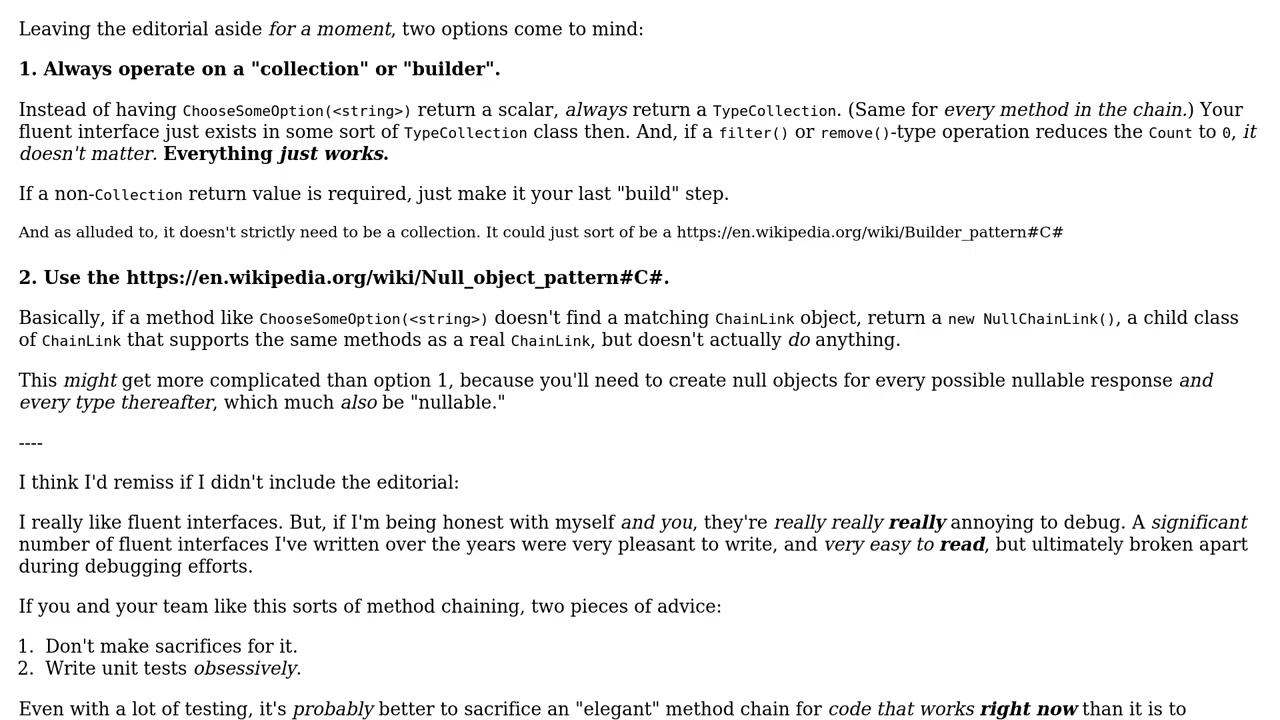 Leaving the editorial aside for a moment, two options come to mind:
1. Always operate on a "collection" or "builder".
Instead of having ChooseSomeOption(<string>) return a scalar, always return a TypeCollection. (Same for every method in the chain.) Your
fluent interface just exists in some sort of TypeCollection class then. And, if a filter() or remove()-type operation reduces the Count to 0, it
doesn't matter. Everything just works.
If a non-Collection return value is required, just make it your last "build" step.
And as alluded to, it doesn't strictly need to be a collection. It could just sort of be a https://en.wikipedia.org/wiki/Builder_pattern#C#
2. Use the https://en.wikipedia.org/wiki/Null_object_pattern#C#.
Basically, if a method like ChooseSomeOption(<string>) doesn't find a matching ChainLink object, return a new NullChainLink(), a child class
of ChainLink that supports the same methods as a real ChainLink, but doesn't actually do anything.
This might get more complicated than option 1, because you'll need to create null objects for every possible nullable response and
every type thereafter, which much also be "nullable."
----
I think I'd remiss if I didn't include the editorial:
I really like fluent interfaces. But, if I'm being honest with myself and you, they're really really really annoying to debug. A significant
number of fluent interfaces I've written over the years were very pleasant to write, and very easy to read, but ultimately broken apart
during debugging efforts.
If you and your team like this sorts of method chaining, two pieces of advice:
1. Don't make sacrifices for it.
2. Write unit tests obsessively.
Even with a lot of testing, it's probably better to sacrifice an "elegant" method chain for code that works right now than it is to